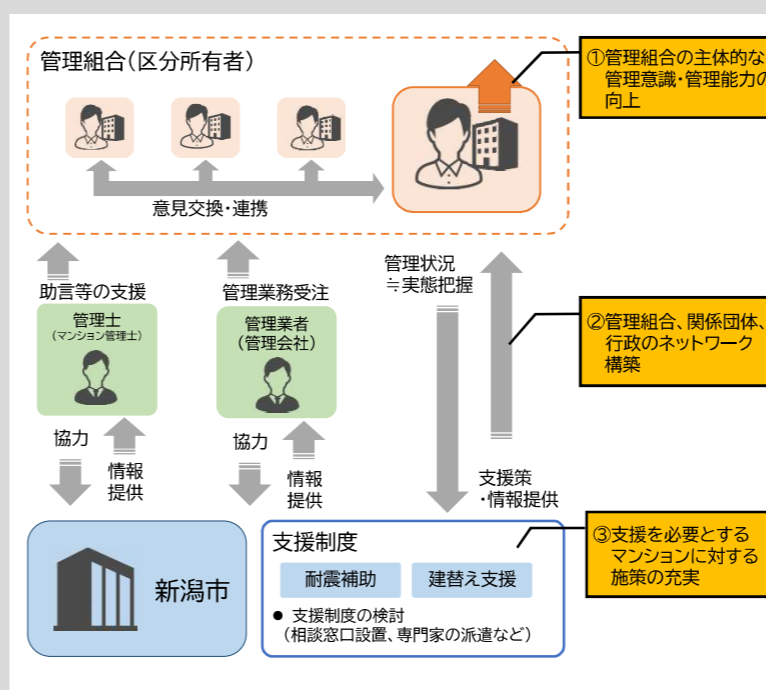 管理組合(区分所有者)
①管理組合の主体的な
管理意識・管理能力の
向上
意見交換・連携
助言等の支援
管理士
(マンション管理士)
管理業務受注
管理業者
(管理会社)
管理状況
≒実態把握
②管理組合、関係団体、
行政のネットワーク
構築
協力
情報
提供
協力
情報
提供
支援策
・情報提供
新潟市
支援制度
耐震補助
建替え支援
● 支援制度の検討
(相談窓口設置、専門家の派遣など)
③支援を必要とする
マンションに対する
施策の充実